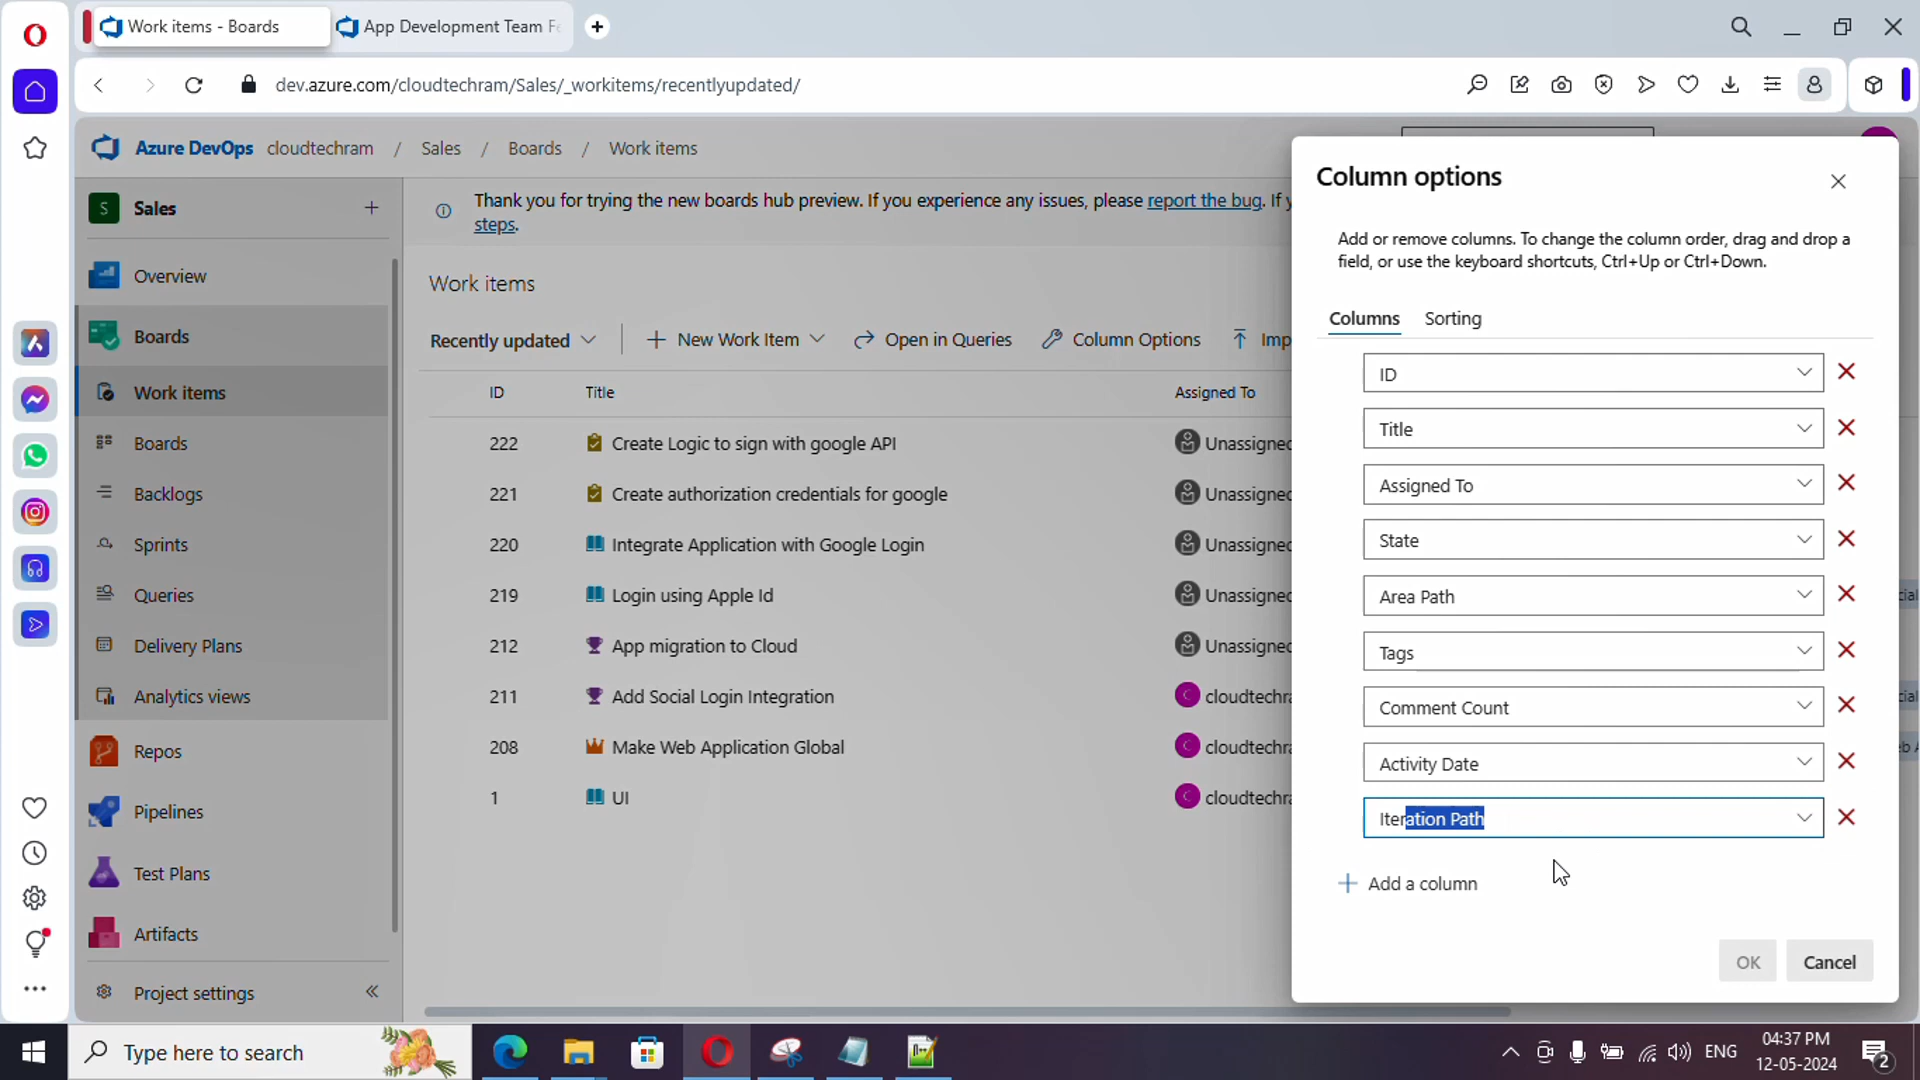 Work items - Boards
App Development Team Fe
dev.azure.com/cloudtechram/Sales/_workitems/recentlyupdated/
Azure DevOps cloudtechram / Sales / Boards / Work items
S Sales
Overview
Boards
Work items
Boards
Backlogs
Sprints
Queries
Delivery Plans
Analytics views
Repos
Pipelines
Test Plans
Artifacts
Project settings
Thank you for trying the new boards hub preview. If you experience any issues, please report the bug. If y
steps.
Work items
Recently updated New Work Item Open in Queries Column Options Imp
ID Title Assigned To
222 Create Logic to sign with google API Unassigned
221 Create authorization credentials for google Unassigned
220 Integrate Application with Google Login Unassigned
219 Login using Apple Id Unassigned
212 App migration to Cloud Unassigned
211 Add Social Login Integration C cloudtechra
208 Make Web Application Global C cloudtechra
1 UI C cloudtechra
Column options
Add or remove columns. To change the column order, drag and drop a
field, or use the keyboard shortcuts, Ctrl+Up or Ctrl+Down.
Columns Sorting
ID
Title
Assigned To
State
Area Path
Tags
Comment Count
Activity Date
Iteration Path
Add a column
OK Cancel
Type here to search
ENG
04:37 PM
12-05-2024
2